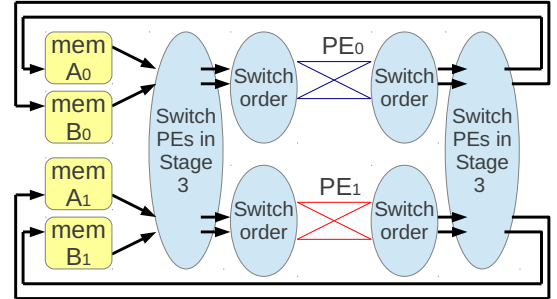 mem
A0
mem
B0
mem
A1
mem
B1
Switch
PEs in
Stage
3
Switch
order
PE0
Switch
order
Switch
order
PE1
Switch
order
Switch
PEs in
Stage
3